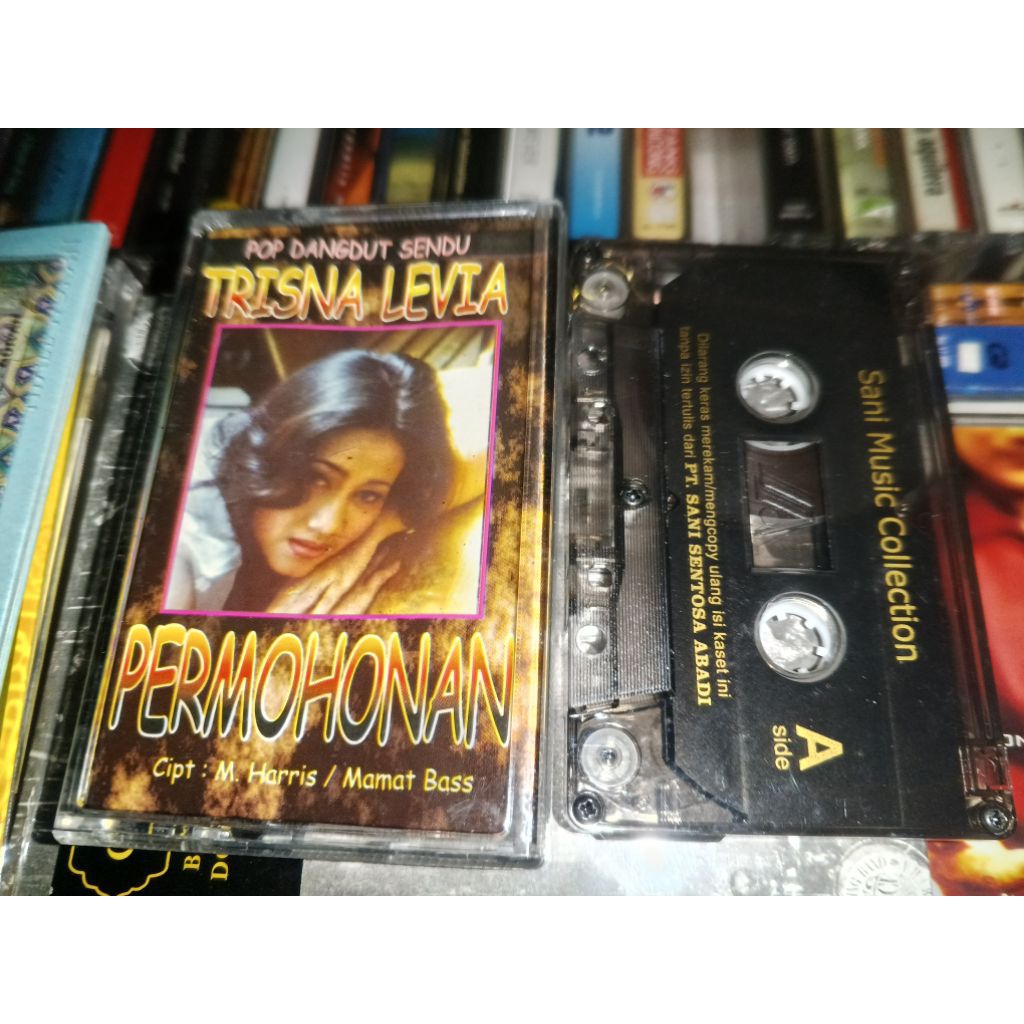 POP DANGDUT SENDU
TRISNA LEVIA
PERMOHONAN
Cipt : M. Harris / Mamat Bass
Sani Music Collection
Dilarang keras merekam/mengcopy ulang isi kaset ini
tanpa izin tertulis dari PT. SANI SENTOSA ABADI
A
side